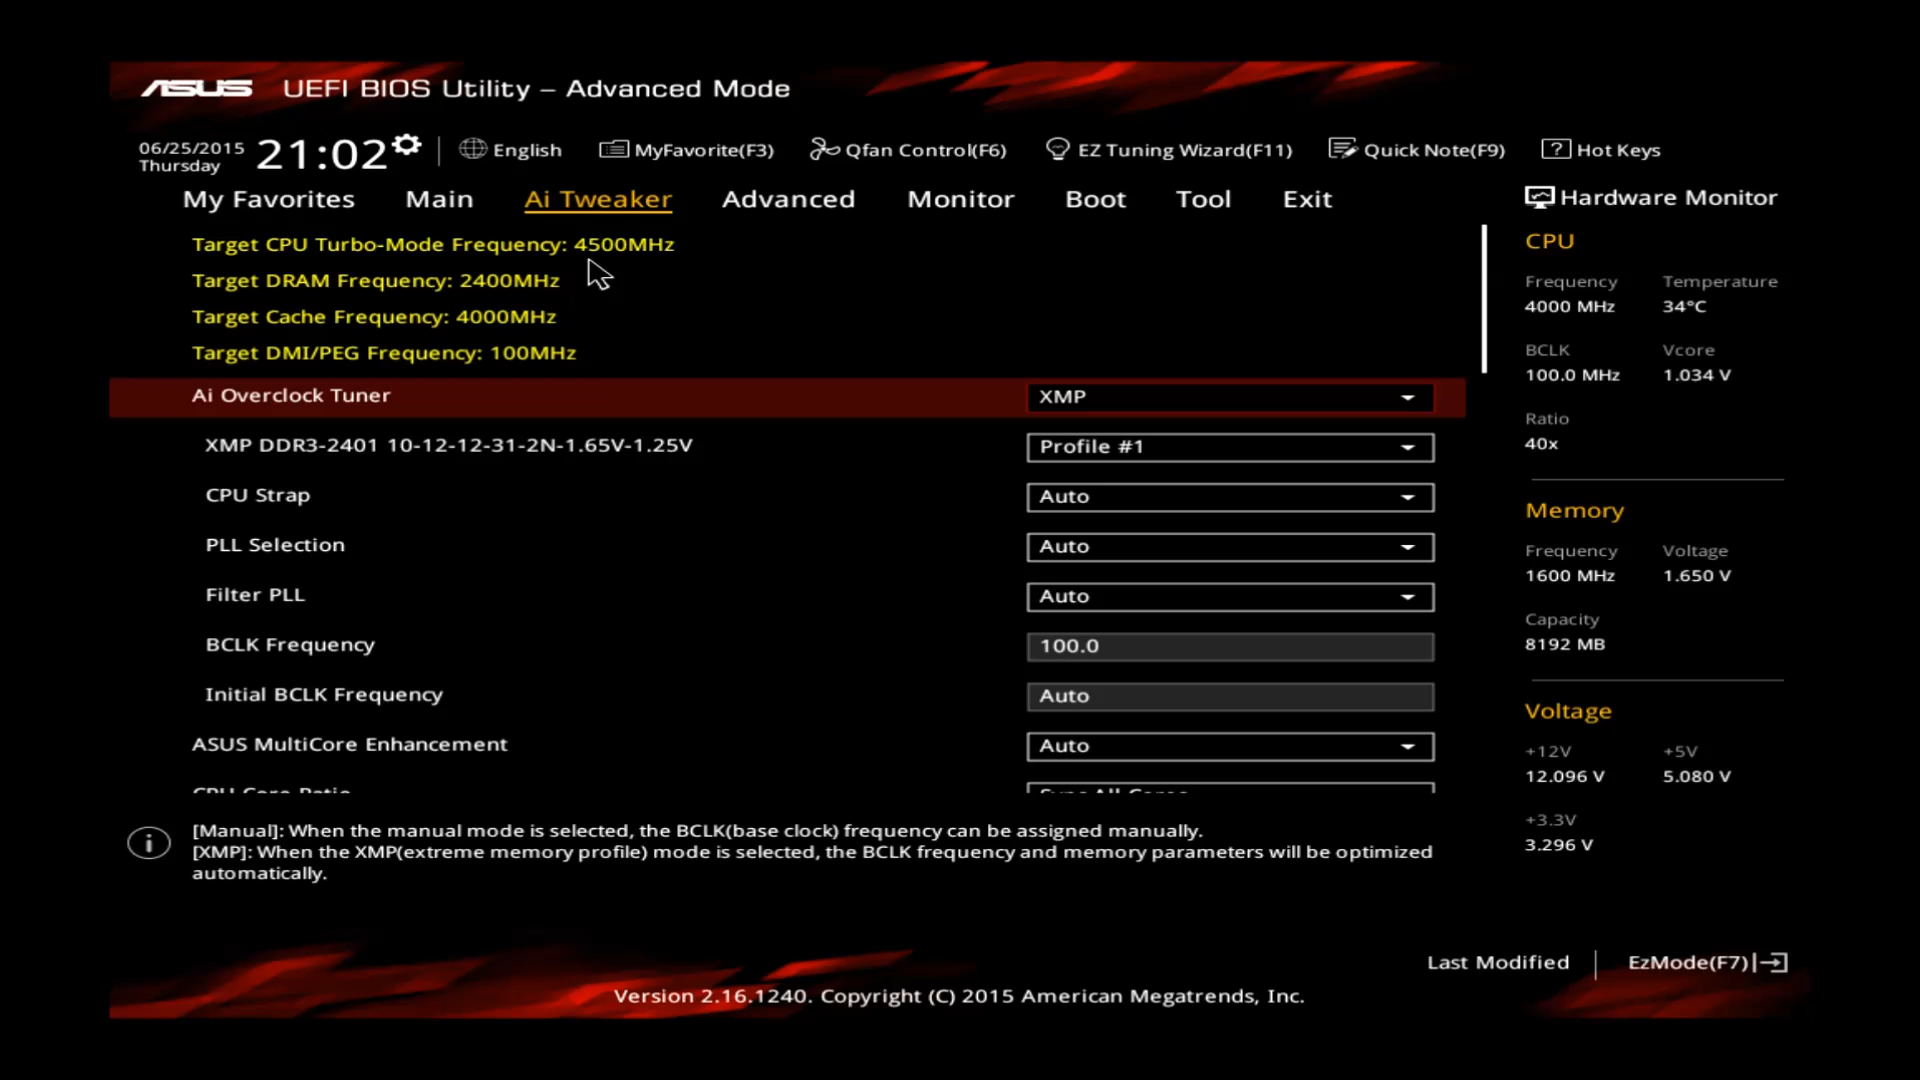 ASUS UEFI BIOS Utility – Advanced Mode
06/25/2015
Thursday
21:02
English MyFavorite(F3) Qfan Control(F6) EZ Tuning Wizard(F11) Quick Note(F9) ? Hot Keys
My Favorites Main Ai Tweaker Advanced Monitor Boot Tool Exit
Target CPU Turbo-Mode Frequency: 4500MHz
Target DRAM Frequency: 2400MHz
Target Cache Frequency: 4000MHz
Target DMI/PEG Frequency: 100MHz
Ai Overclock Tuner XMP
XMP DDR3-2401 10-12-12-31-2N-1.65V-1.25V Profile #1
CPU Strap Auto
PLL Selection Auto
Filter PLL Auto
BCLK Frequency 100.0
Initial BCLK Frequency Auto
ASUS MultiCore Enhancement Auto
CPU Core Ratio Sync All Cores
[Manual]: When the manual mode is selected, the BCLK(base clock) frequency can be assigned manually.
[XMP]: When the XMP(extreme memory profile) mode is selected, the BCLK frequency and memory parameters will be optimized
automatically.
Hardware Monitor
CPU
Frequency Temperature
4000 MHz 34°C
BCLK Vcore
100.0 MHz 1.034 V
Ratio
40x
Memory
Frequency Voltage
1600 MHz 1.650 V
Capacity
8192 MB
Voltage
+12V +5V
12.096 V 5.080 V
+3.3V
3.296 V
Last Modified EzMode(F7)
Version 2.16.1240. Copyright (C) 2015 American Megatrends, Inc.